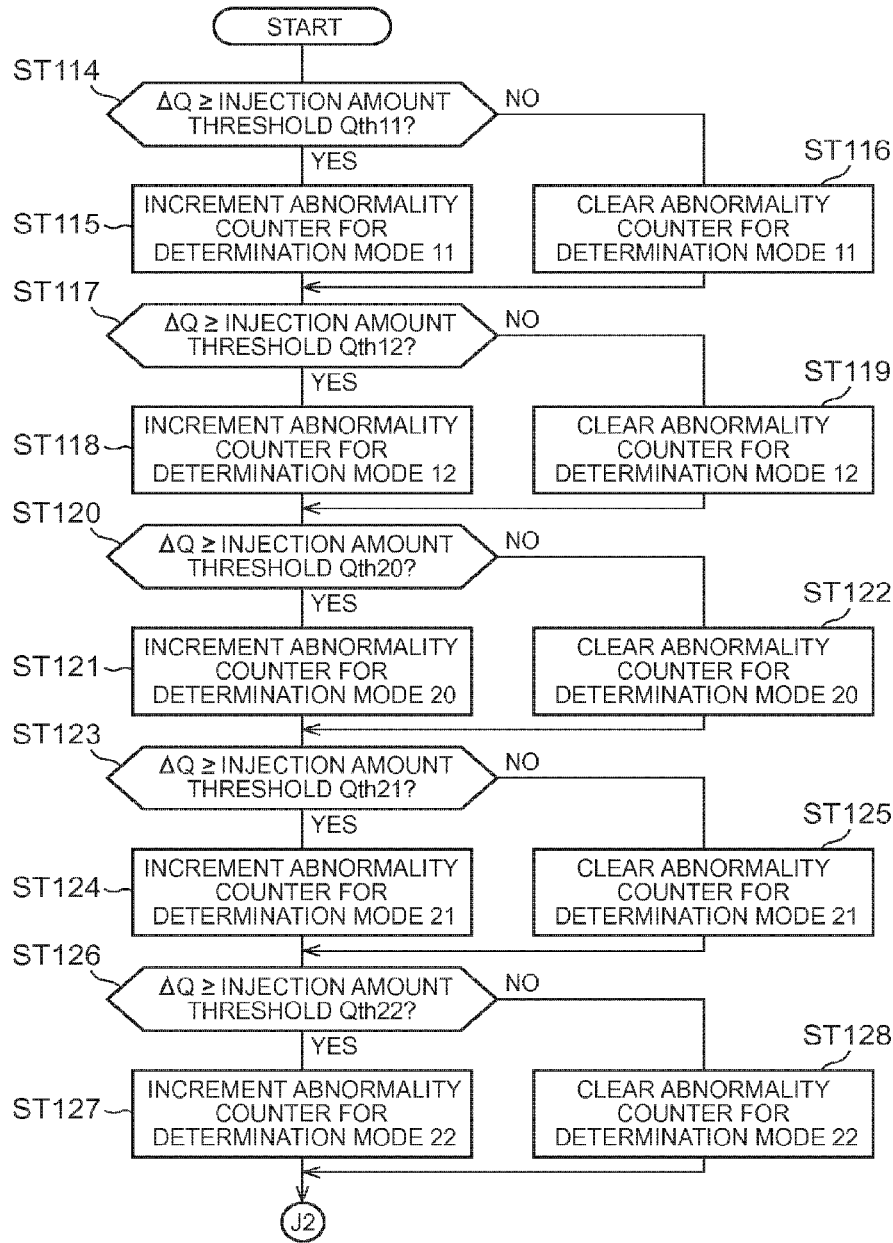 START
ST114
ΔQ ≥ INJECTION AMOUNT
THRESHOLD Qth11?
NO
YES
ST115
INCREMENT ABNORMALITY
COUNTER FOR
DETERMINATION MODE 11
ST116
CLEAR ABNORMALITY
COUNTER FOR
DETERMINATION MODE 11
ST117
ΔQ ≥ INJECTION AMOUNT
THRESHOLD Qth12?
NO
YES
ST118
INCREMENT ABNORMALITY
COUNTER FOR
DETERMINATION MODE 12
ST119
CLEAR ABNORMALITY
COUNTER FOR
DETERMINATION MODE 12
ST120
ΔQ ≥ INJECTION AMOUNT
THRESHOLD Qth20?
NO
YES
ST121
INCREMENT ABNORMALITY
COUNTER FOR
DETERMINATION MODE 20
ST122
CLEAR ABNORMALITY
COUNTER FOR
DETERMINATION MODE 20
ST123
ΔQ ≥ INJECTION AMOUNT
THRESHOLD Qth21?
NO
YES
ST124
INCREMENT ABNORMALITY
COUNTER FOR
DETERMINATION MODE 21
ST125
CLEAR ABNORMALITY
COUNTER FOR
DETERMINATION MODE 21
ST126
ΔQ ≥ INJECTION AMOUNT
THRESHOLD Qth22?
NO
YES
ST127
INCREMENT ABNORMALITY
COUNTER FOR
DETERMINATION MODE 22
ST128
CLEAR ABNORMALITY
COUNTER FOR
DETERMINATION MODE 22
J2